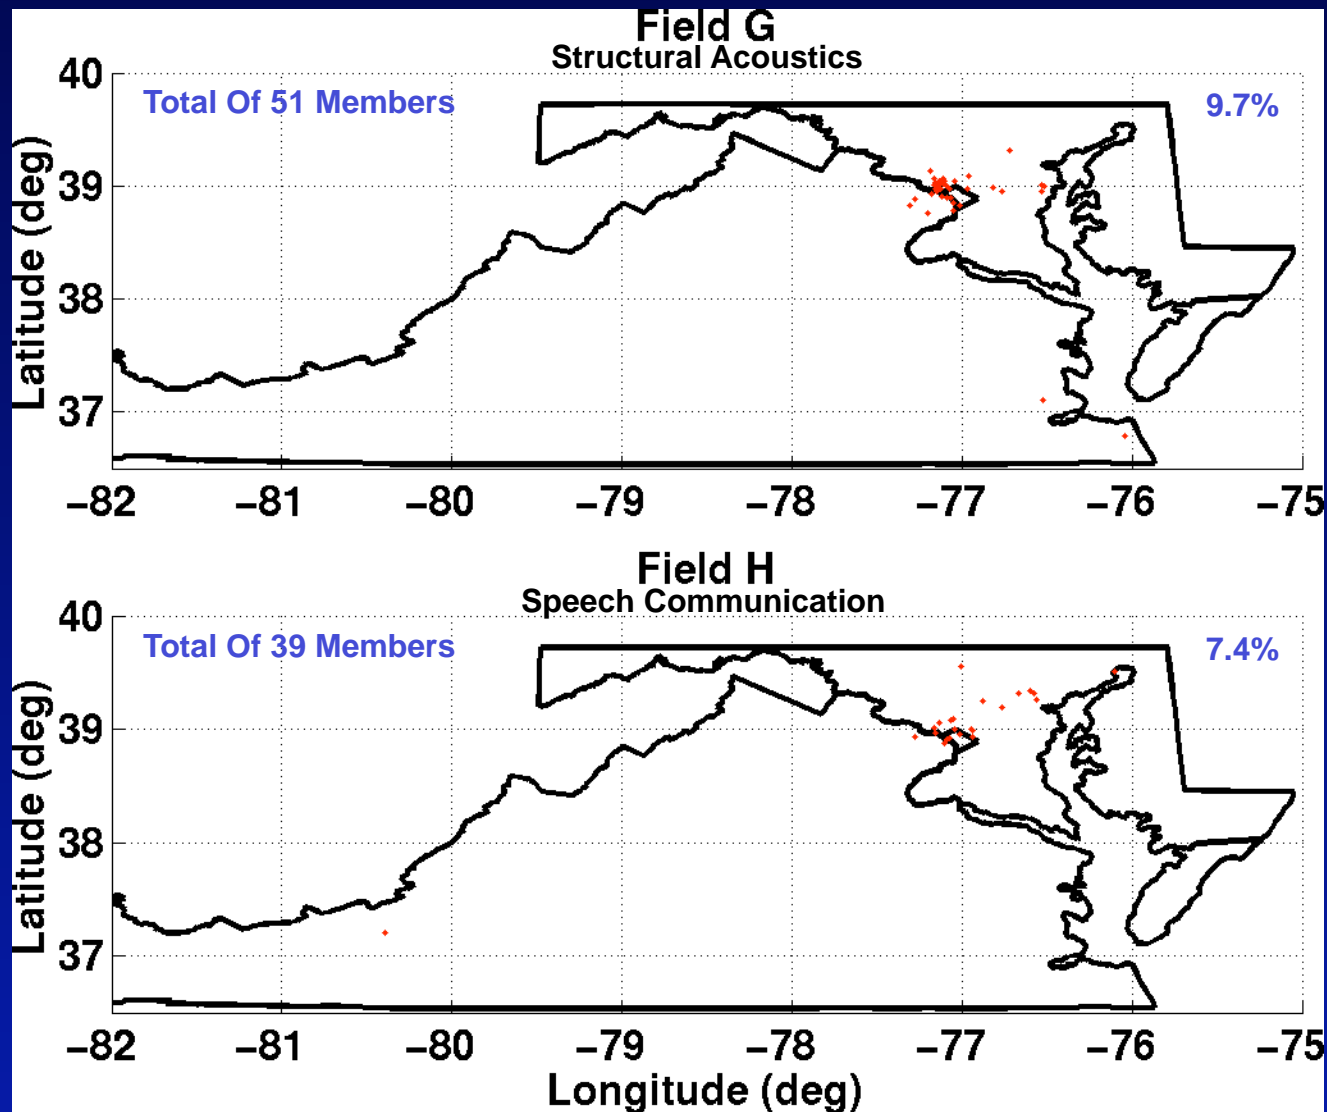 Field G
Structural Acoustics
Total Of 51 Members
9.7%
Latitude (deg)
40
39
38
37
−82 −81 −80 −79 −78 −77 −76 −75
Field H
Speech Communication
Total Of 39 Members
7.4%
Latitude (deg)
40
39
38
37
−82 −81 −80 −79 −78 −77 −76 −75
Longitude (deg)